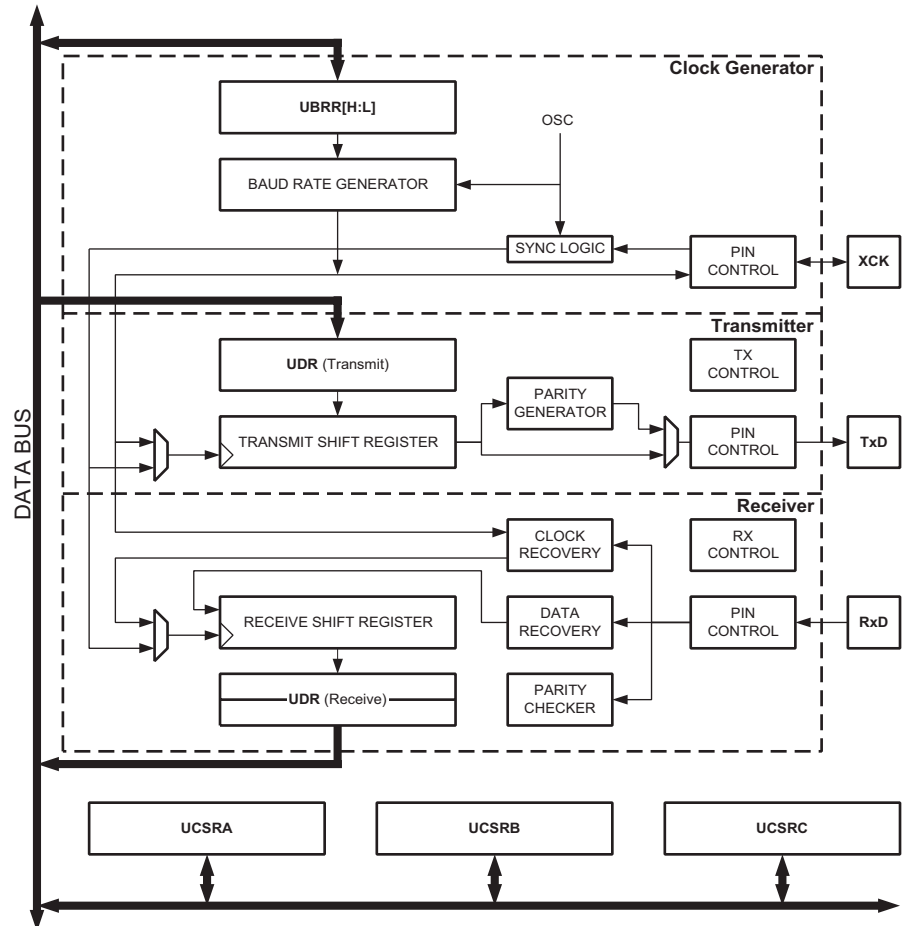 Clock Generator
UBRR[H:L]
OSC
BAUD RATE GENERATOR
SYNC LOGIC
PIN
CONTROL
XCK
Transmitter
UDR (Transmit)
TX
CONTROL
PARITY
GENERATOR
TRANSMIT SHIFT REGISTER
PIN
CONTROL
TxD
DATA BUS
Receiver
CLOCK
RECOVERY
RX
CONTROL
RECEIVE SHIFT REGISTER
DATA
RECOVERY
PIN
CONTROL
RxD
UDR (Receive)
PARITY
CHECKER
UCSRA
UCSRB
UCSRC